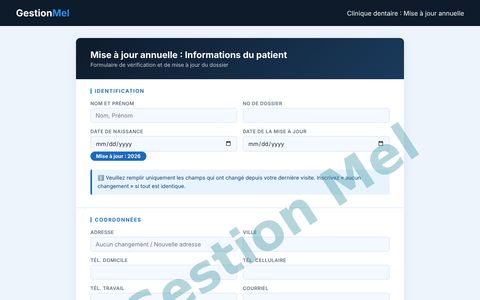 GestionMel
Clinique dentaire : Mise à jour annuelle
Mise à jour annuelle : Informations du patient
Formulaire de vérification et de mise à jour du dossier
IDENTIFICATION
NOM ET PRÉNOM
NO DE DOSSIER
Nom, Prénom
DATE DE NAISSANCE
DATE DE LA MISE À JOUR
mm/dd/yyyy
mm/dd/yyyy
Mise à jour : 2026
ℹ️ Veuillez remplir uniquement les champs qui ont changé depuis votre dernière visite. Inscrivez « aucun
changement » si tout est identique.
COORDONNÉES
ADRESSE
VILLE
Aucun changement / Nouvelle adresse
TÉL. DOMICILE
TÉL. CELLULAIRE
TÉL. TRAVAIL
COURRIEL
Gestion Mel